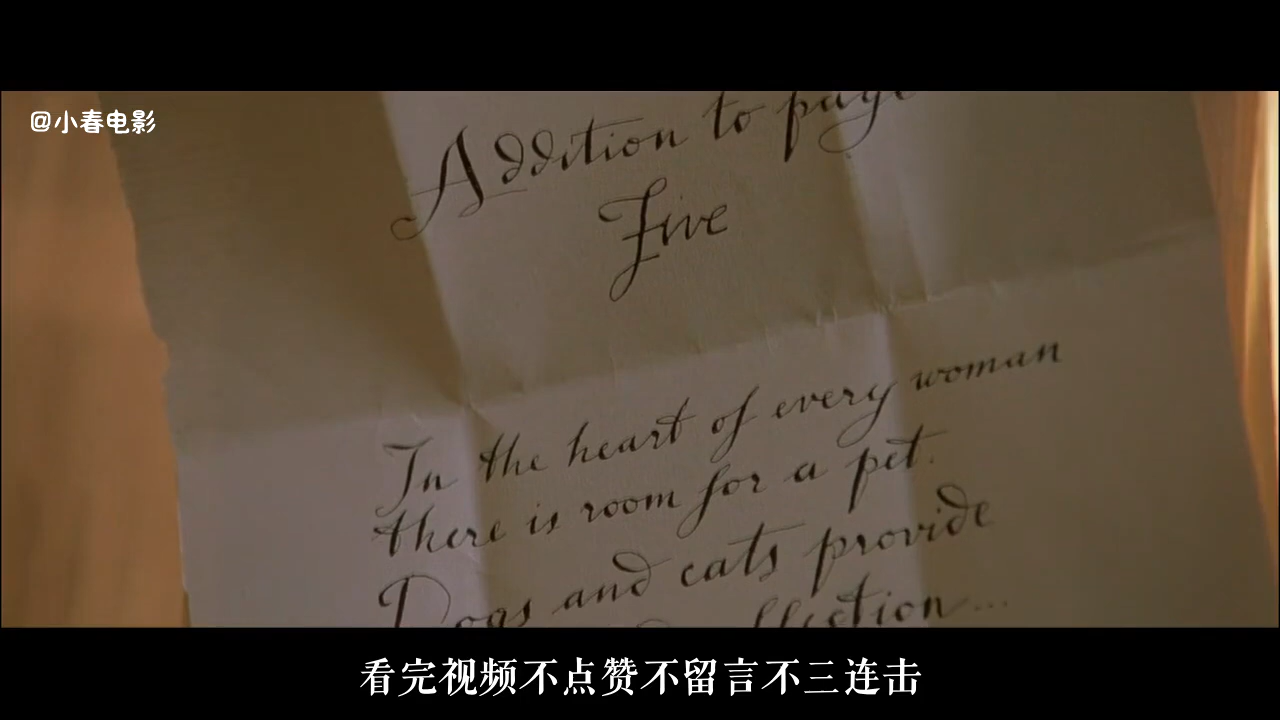 @小春电影
Addition to page
Five
In the heart of every woman
there is room for a pet.
Dogs and cats provide
看完视频不点赞不留言不三连击